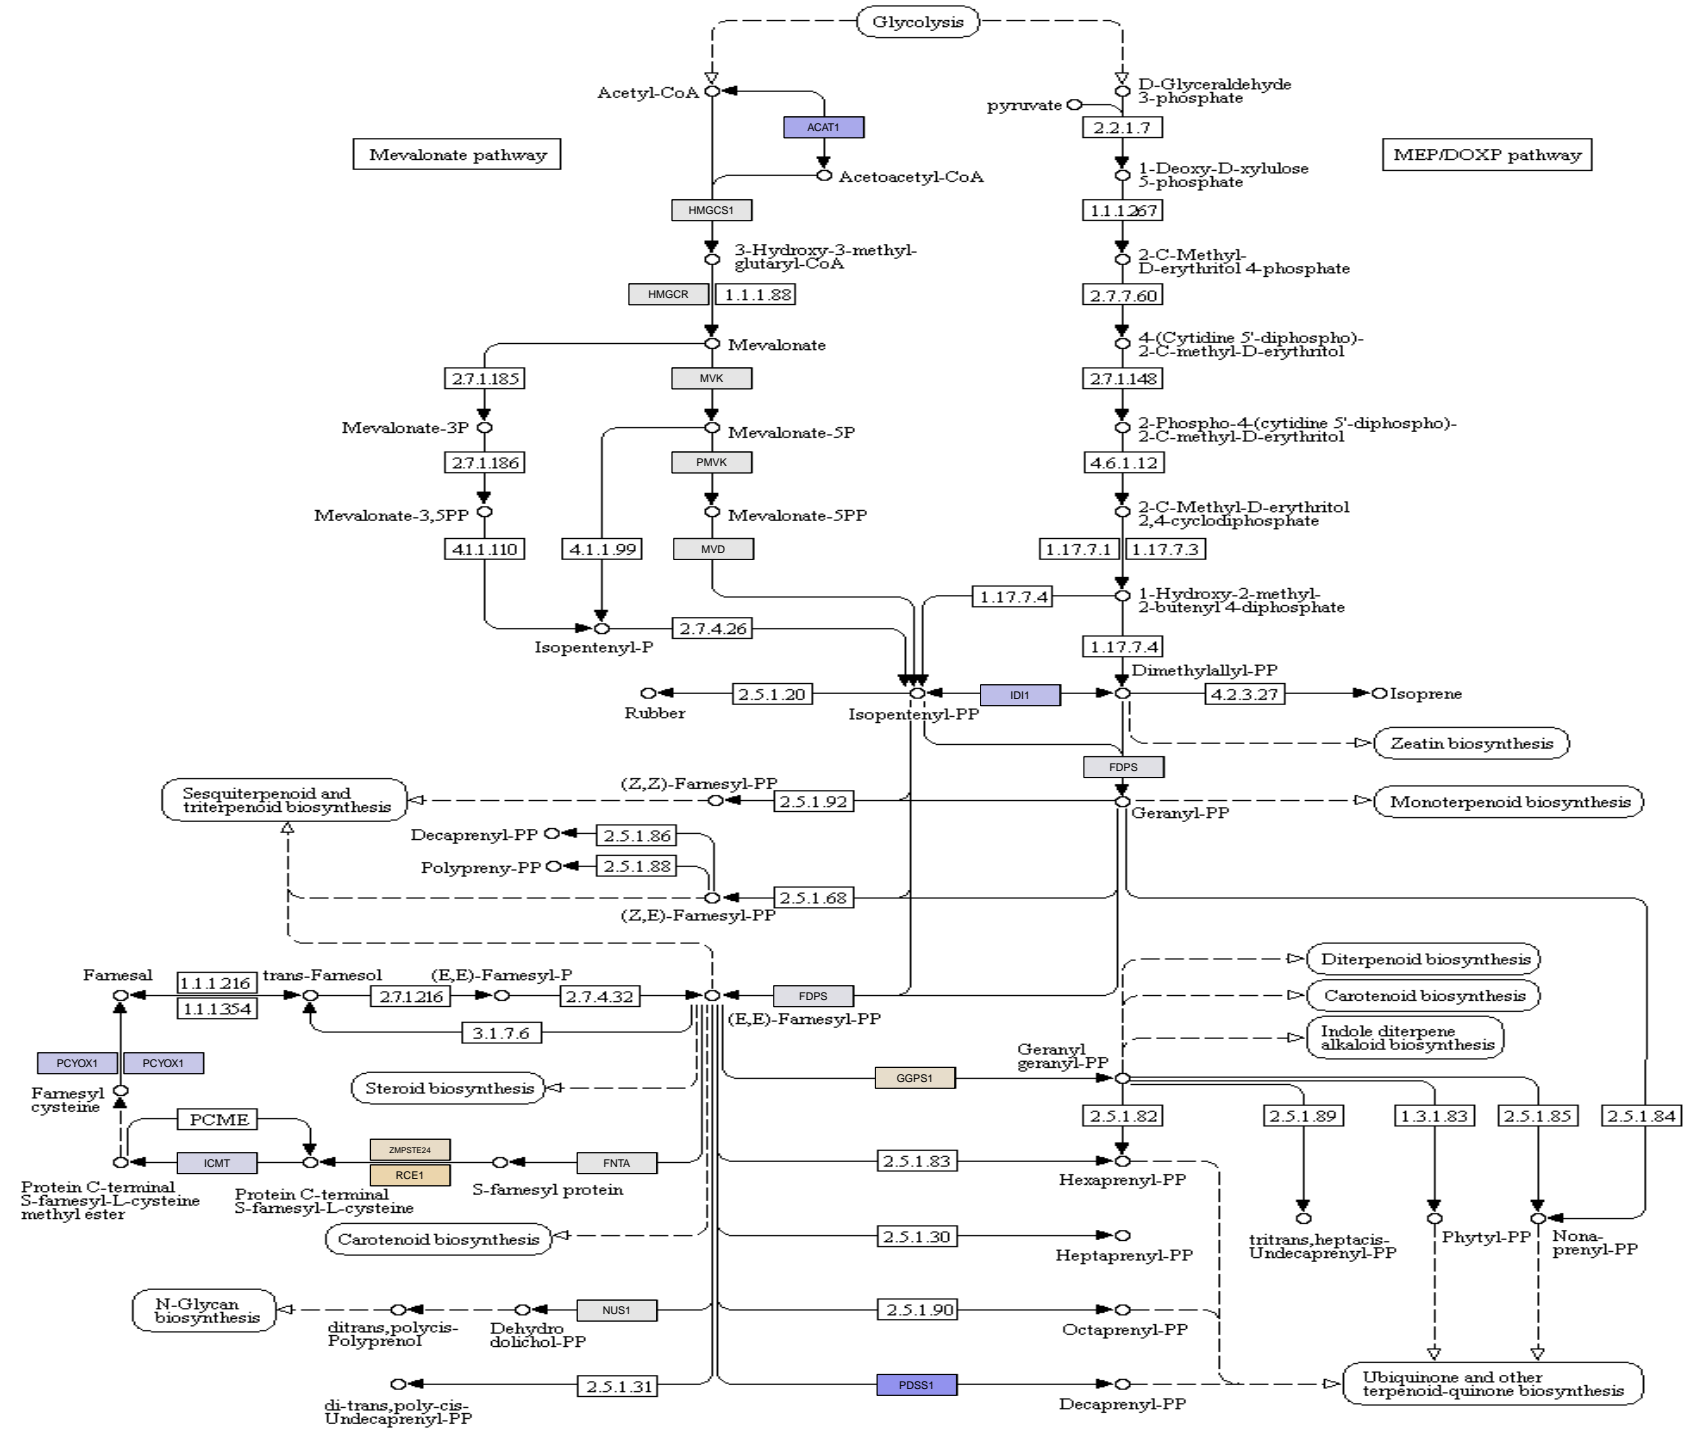 Glycolysis
Acetyl-CoA
D-Glyceraldehyde
3-phosphate
pyruvate
ACAT1
2.2.1.7
Mevalonate pathway
MEP/DOXP pathway
Acetoacetyl-CoA
1-Deoxy-D-xylulose
5-phosphate
HMGCS1
1.1.1.267
3-Hydroxy-3-methyl-
glutaryl-CoA
2-C-Methyl-
D-erythritol 4-phosphate
HMGCR
1.1.1.88
2.7.7.60
Mevalonate
4-(Cytidine 5'-diphospho)-
2-C-methyl-D-erythritol
2.7.1.185
MVK
2.7.1.148
Mevalonate-3P
Mevalonate-5P
2-Phospho-4-(cytidine 5'-diphospho)-
2-C-methyl-D-erythritol
2.7.1.186
PMVK
4.6.1.12
Mevalonate-3,5PP
Mevalonate-5PP
2-C-Methyl-D-erythritol
2,4-cyclodiphosphate
4.1.1.110
4.1.1.99
MVD
1.17.7.1
1.17.7.3
1.17.7.4
1-Hydroxy-2-methyl-
2-butenyl 4-diphosphate
2.7.4.26
Isopentenyl-P
1.17.7.4
Dimethylallyl-PP
2.5.1.20
IDI1
4.2.3.27
Isoprene
Rubber
Isopentenyl-PP
Zeatin biosynthesis
FDPS
(Z,Z)-Farnesyl-PP
Sesquiterpenoid and
triterpenoid biosynthesis
2.5.1.92
Monoterpenoid biosynthesis
Geranyl-PP
Decaprenyl-PP
2.5.1.86
Polypreny-PP
2.5.1.88
2.5.1.68
(Z,E)-Farnesyl-PP
Diterpenoid biosynthesis
Farnesal
1.1.1.216
trans-Farnesol
(E,E)-Farnesyl-P
2.7.1.216
2.7.4.32
FDPS
Carotenoid biosynthesis
1.1.1354
(E,E)-Farnesyl-PP
3.1.7.6
Indole diterpene
alkaloid biosynthesis
PCYOX1
PCYOX1
Geranyl
geranyl-PP
Farnesyl
cysteine
Steroid biosynthesis
GGPS1
PCME
2.5.1.82
2.5.1.89
1.3.1.83
2.5.1.85
2.5.1.84
ZMPSTE24
ICMT
RCE1
FNTA
2.5.1.83
Protein C-terminal
S-farnesyl-L-cysteine
methyl ester
Protein C-terminal
S-farnesyl-L-cysteine
S-farnesyl protein
Hexaprenyl-PP
Carotenoid biosynthesis
2.5.1.30
Heptaprenyl-PP
tritrans,heptacis-
Undecaprenyl-PP
Phytyl-PP
Nona-
prenyl-PP
N-Glycan
biosynthesis
NUS1
2.5.1.90
ditrans,polycis-
Polyprenol
Dehydro
dolichol-PP
Octaprenyl-PP
2.5.1.31
PDSS1
Ubiquinone and other
terpenoid-quinone biosynthesis
di-trans,poly-cis-
Undecaprenyl-PP
Decaprenyl-PP